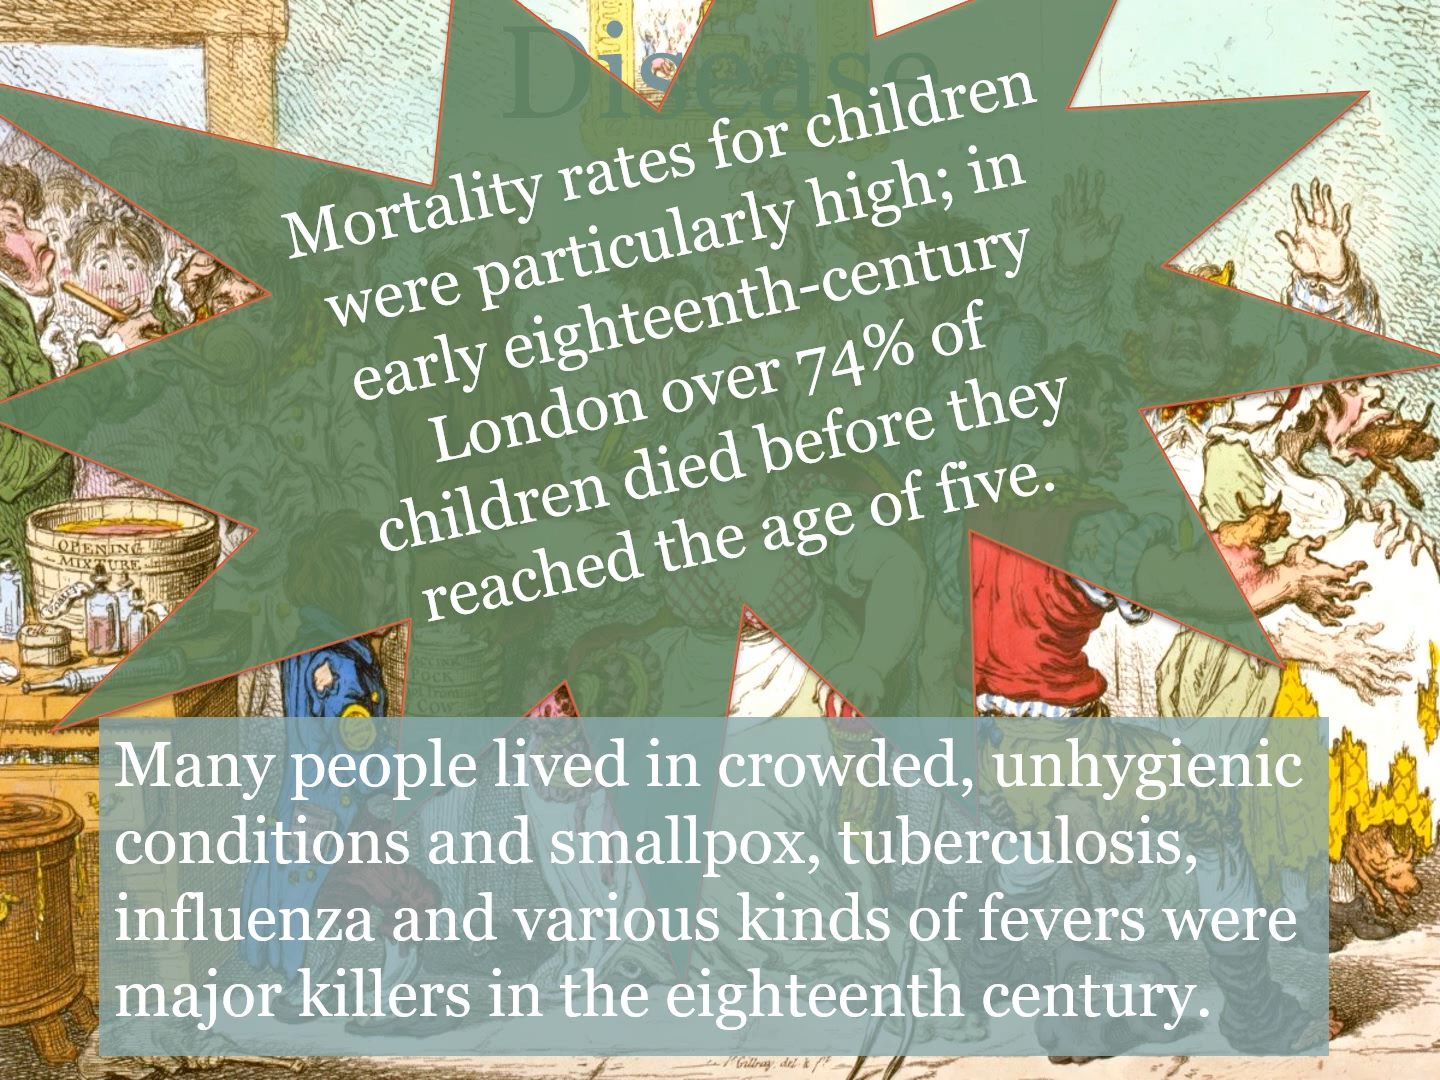 Disease
Mortality rates for children
were particularly high; in
early eighteenth-century
London over 74% of
children died before they
reached the age of five.
OPENING
MIXTURE
Many people lived in crowded, unhygienic
conditions and smallpox, tuberculosis,
influenza and various kinds of fevers were
major killers in the eighteenth century.